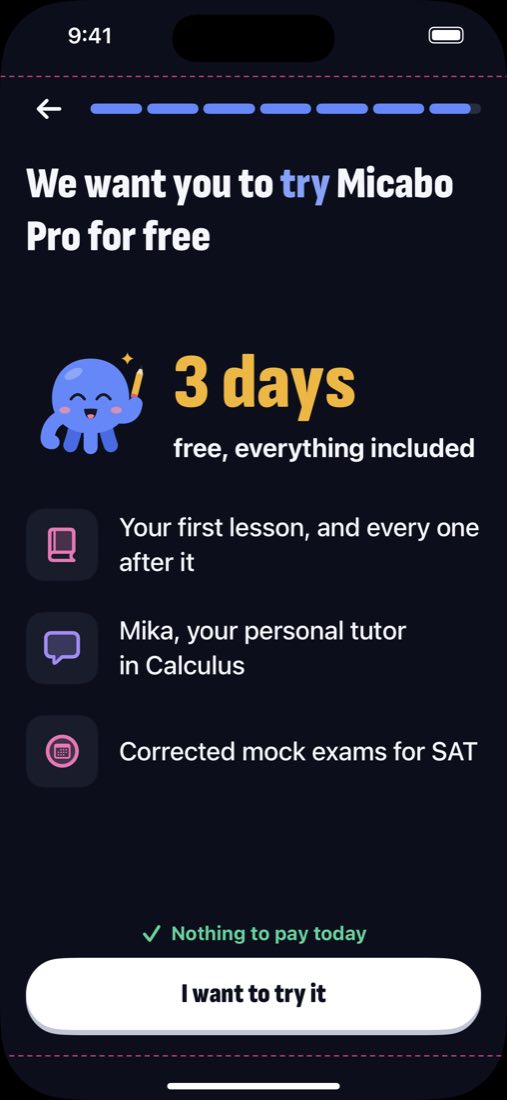 9:41
We want you to try Micabo
Pro for free
3 days
free, everything included
Your first lesson, and every one
after it
Mika, your personal tutor
in Calculus
Corrected mock exams for SAT
Nothing to pay today
I want to try it